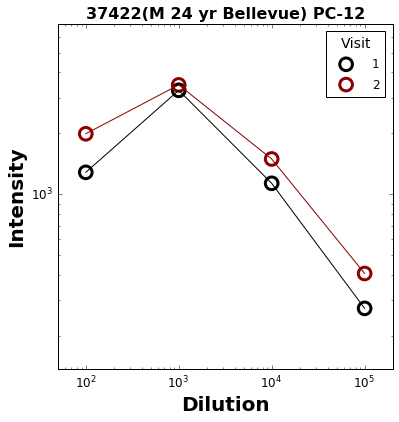 37422(M 24 yr Bellevue) PC-12
Visit
1
2
Intensity
10³
10² 10³ 10⁴ 10⁵
Dilution